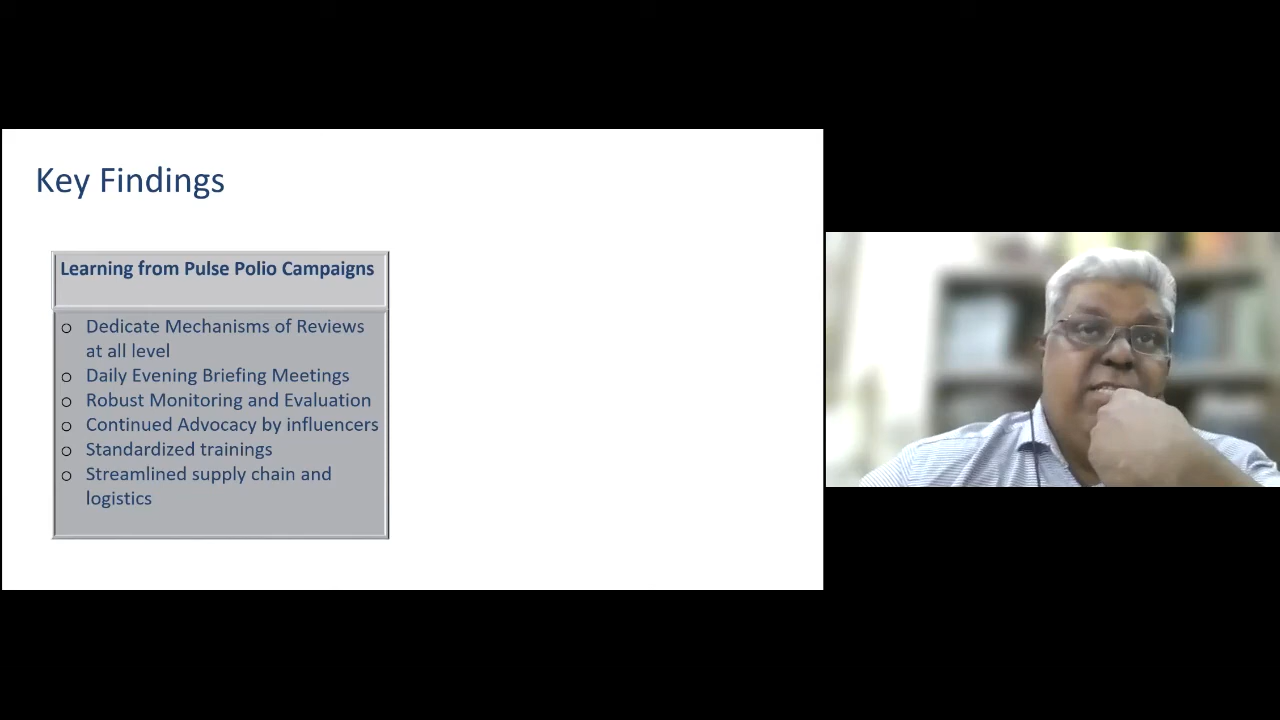 Key Findings
Learning from Pulse Polio Campaigns
o Dedicate Mechanisms of Reviews
at all level
o Daily Evening Briefing Meetings
o Robust Monitoring and Evaluation
o Continued Advocacy by influencers
o Standardized trainings
o Streamlined supply chain and
logistics